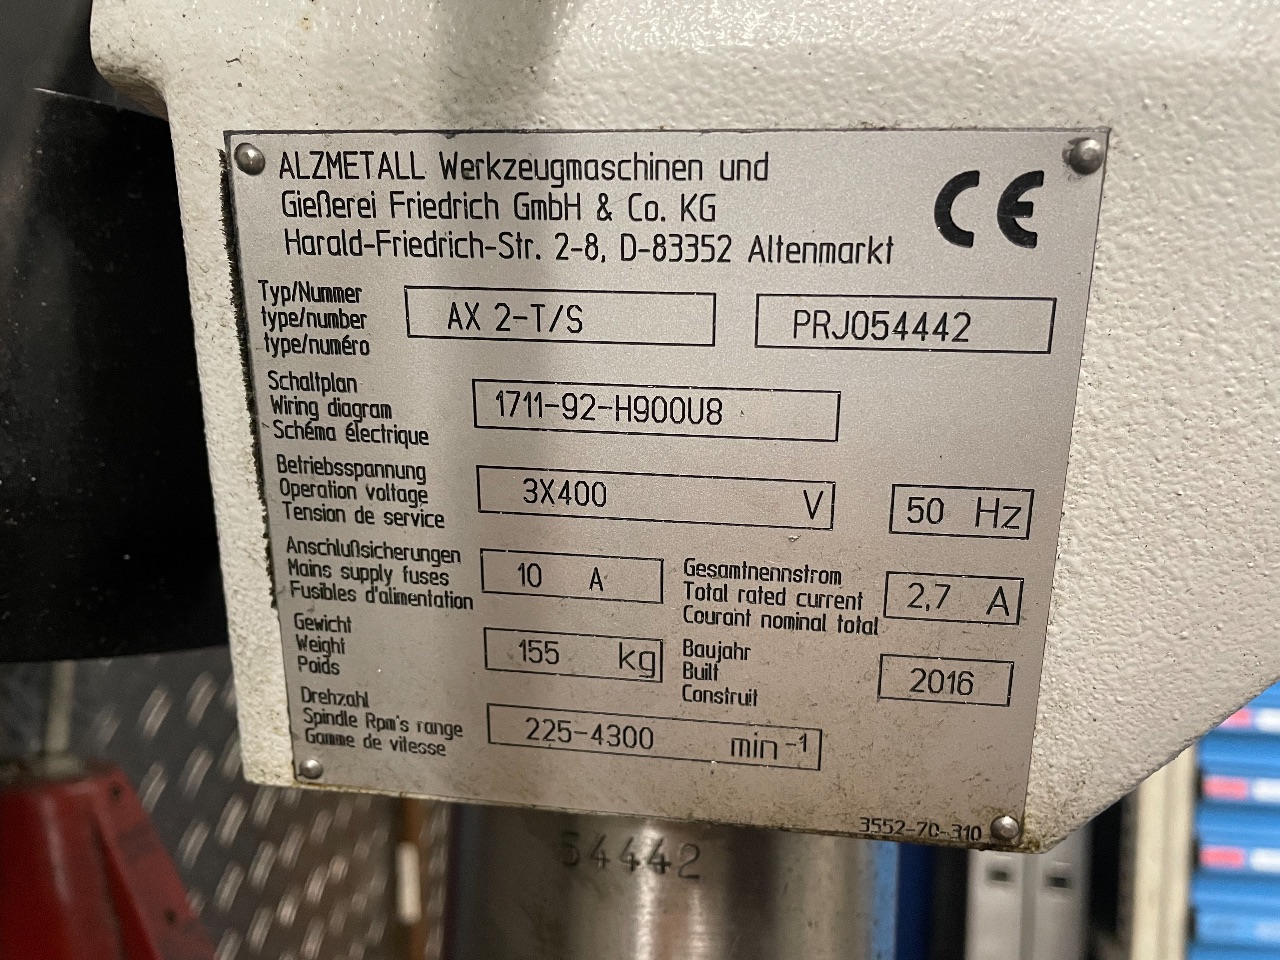 ALZMETALL Werkzeugmaschinen und
Gießerei Friedrich GmbH & Co. KG
Harald-Friedrich-Str. 2-8, D-83352 Altenmarkt
CE
Typ/Nummer
type/number
type/numéro
AX 2-T/S
PRJ054442
Schaltplan
Wiring diagram
Schéma électrique
1711-92-H900U8
Betriebsspannung
Operation voltage
Tension de service
3X400 V
50 Hz
Anschlußsicherungen
Mains supply fuses
Fusibles d'alimentation
10 A
Gesamtnennstrom
Total rated current
Courant nominal total
2,7 A
Gewicht
Weight
Poids
155 kg
Baujahr
Built
Construit
2016
Drehzahl
Spindle Rpm's range
Gamme de vitesse
225-4300 min⁻¹
3552-70-310
54442